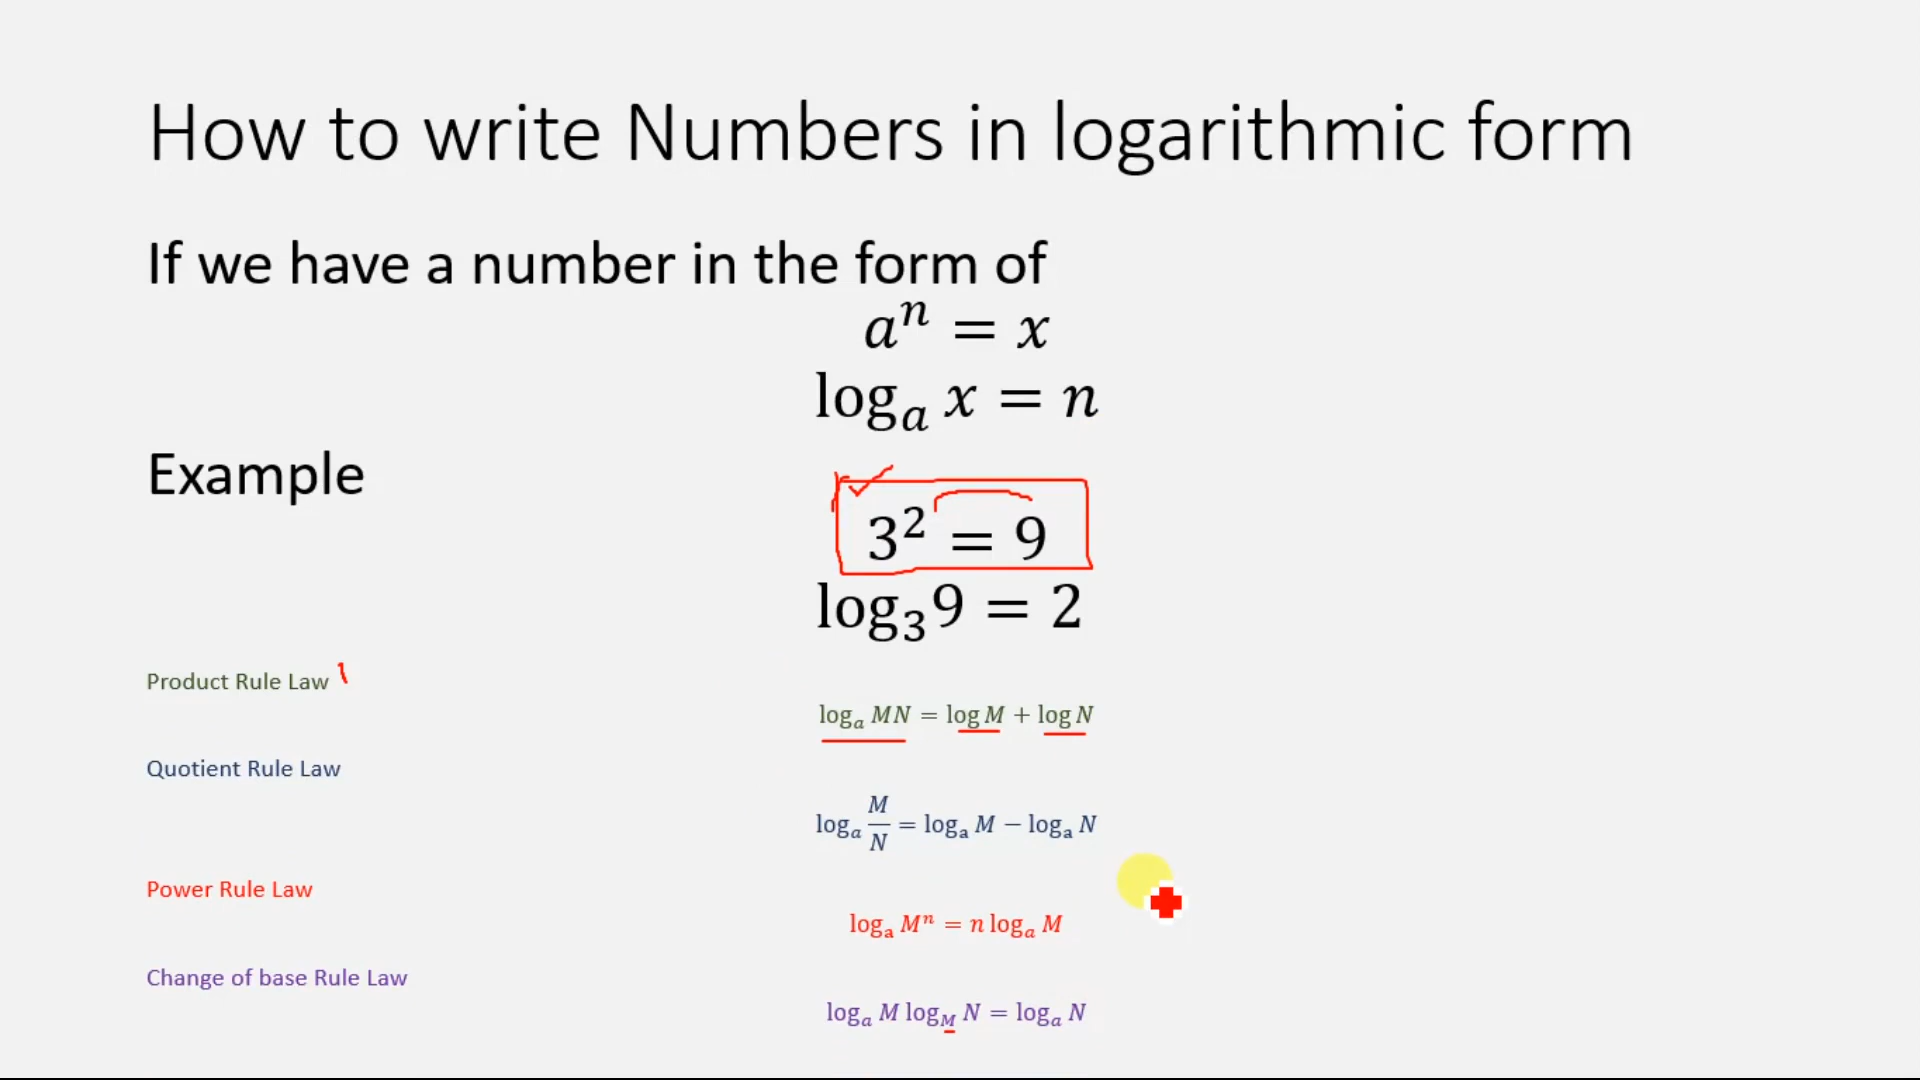 How to write Numbers in logarithmic form
If we have a number in the form of
aⁿ = x
logₐ x = n
Example
3² = 9
log₃9 = 2
Product Rule Law
logₐ MN = log M + log N
Quotient Rule Law
logₐ M/N = logₐ M − logₐ N
Power Rule Law
logₐ Mⁿ = n logₐ M
Change of base Rule Law
logₐ M log_M N = logₐ N